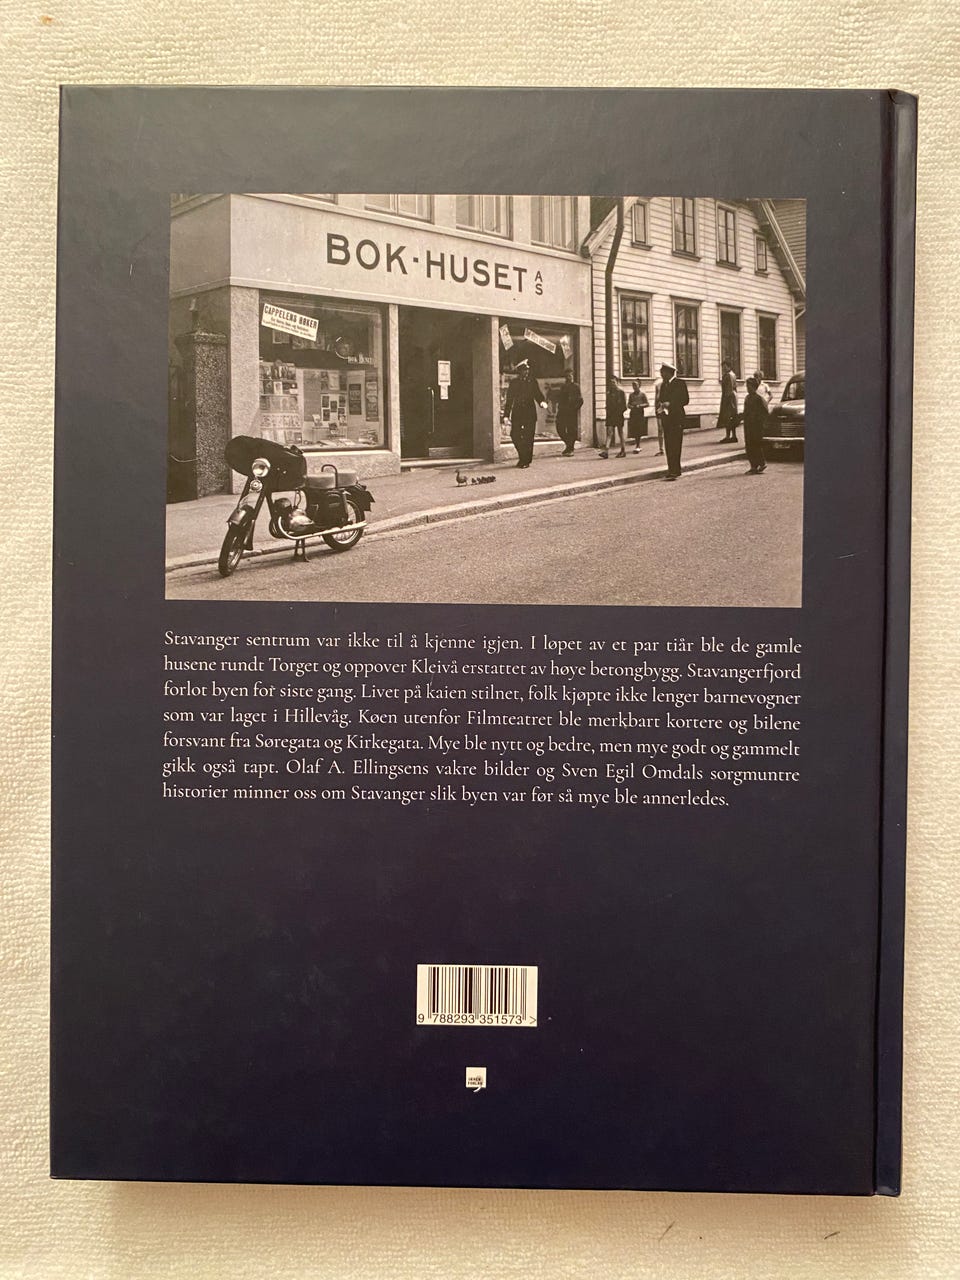 BOK·HUSET A/S
CAPPELENS BØKER
Stavanger sentrum var ikke til å kjenne igjen. I løpet av et par tiår ble de gamle
husene rundt Torget og oppover Kleivå erstattet av høye betongbygg. Stavangerfjord
forlot byen for siste gang. Livet på kaien stilnet, folk kjøpte ikke lenger barnevogner
som var laget i Hillevåg. Køen utenfor Filmteatret ble merkbart kortere og bilene
forsvant fra Søregata og Kirkegata. Mye ble nytt og bedre, men mye godt og gammelt
gikk også tapt. Olaf A. Ellingsens vakre bilder og Sven Egil Omdals sorgmuntre
historier minner oss om Stavanger slik byen var før så mye ble annerledes.
9 788293 351573 >